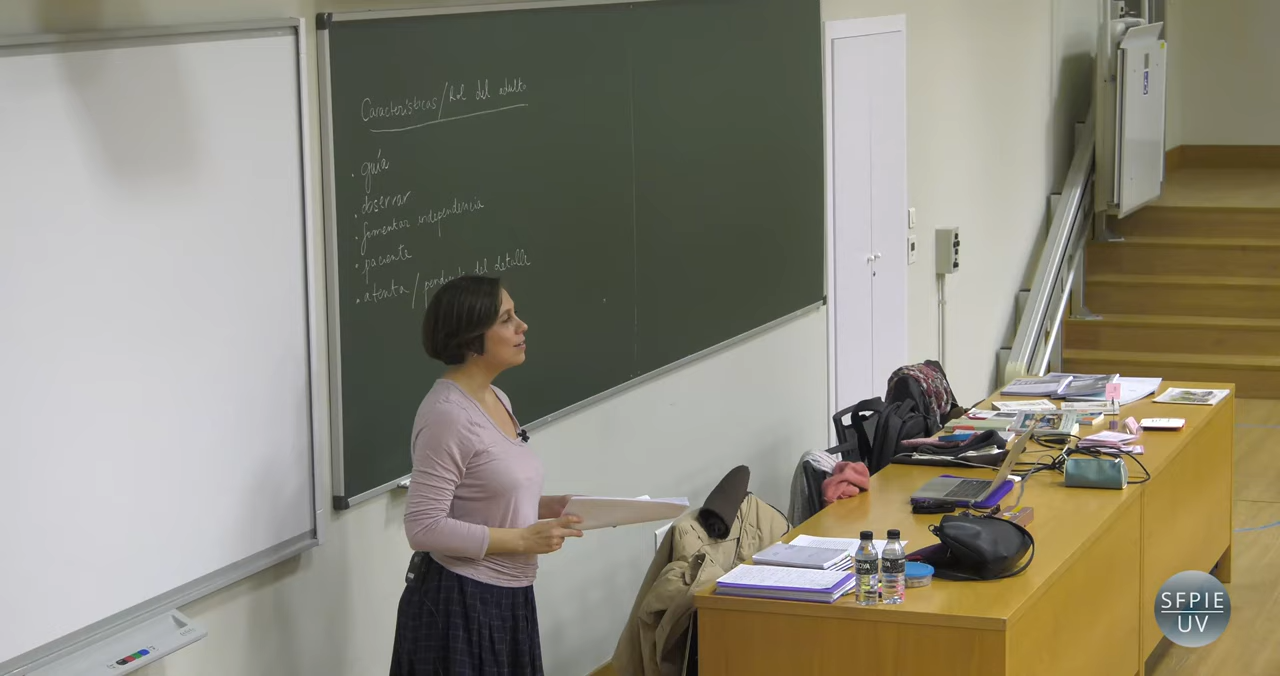 Características/Rol del adulto
· guía
· observar
· fomentar independencia
· paciente
· atenta / pendiente del detalle
SFPIE
UV